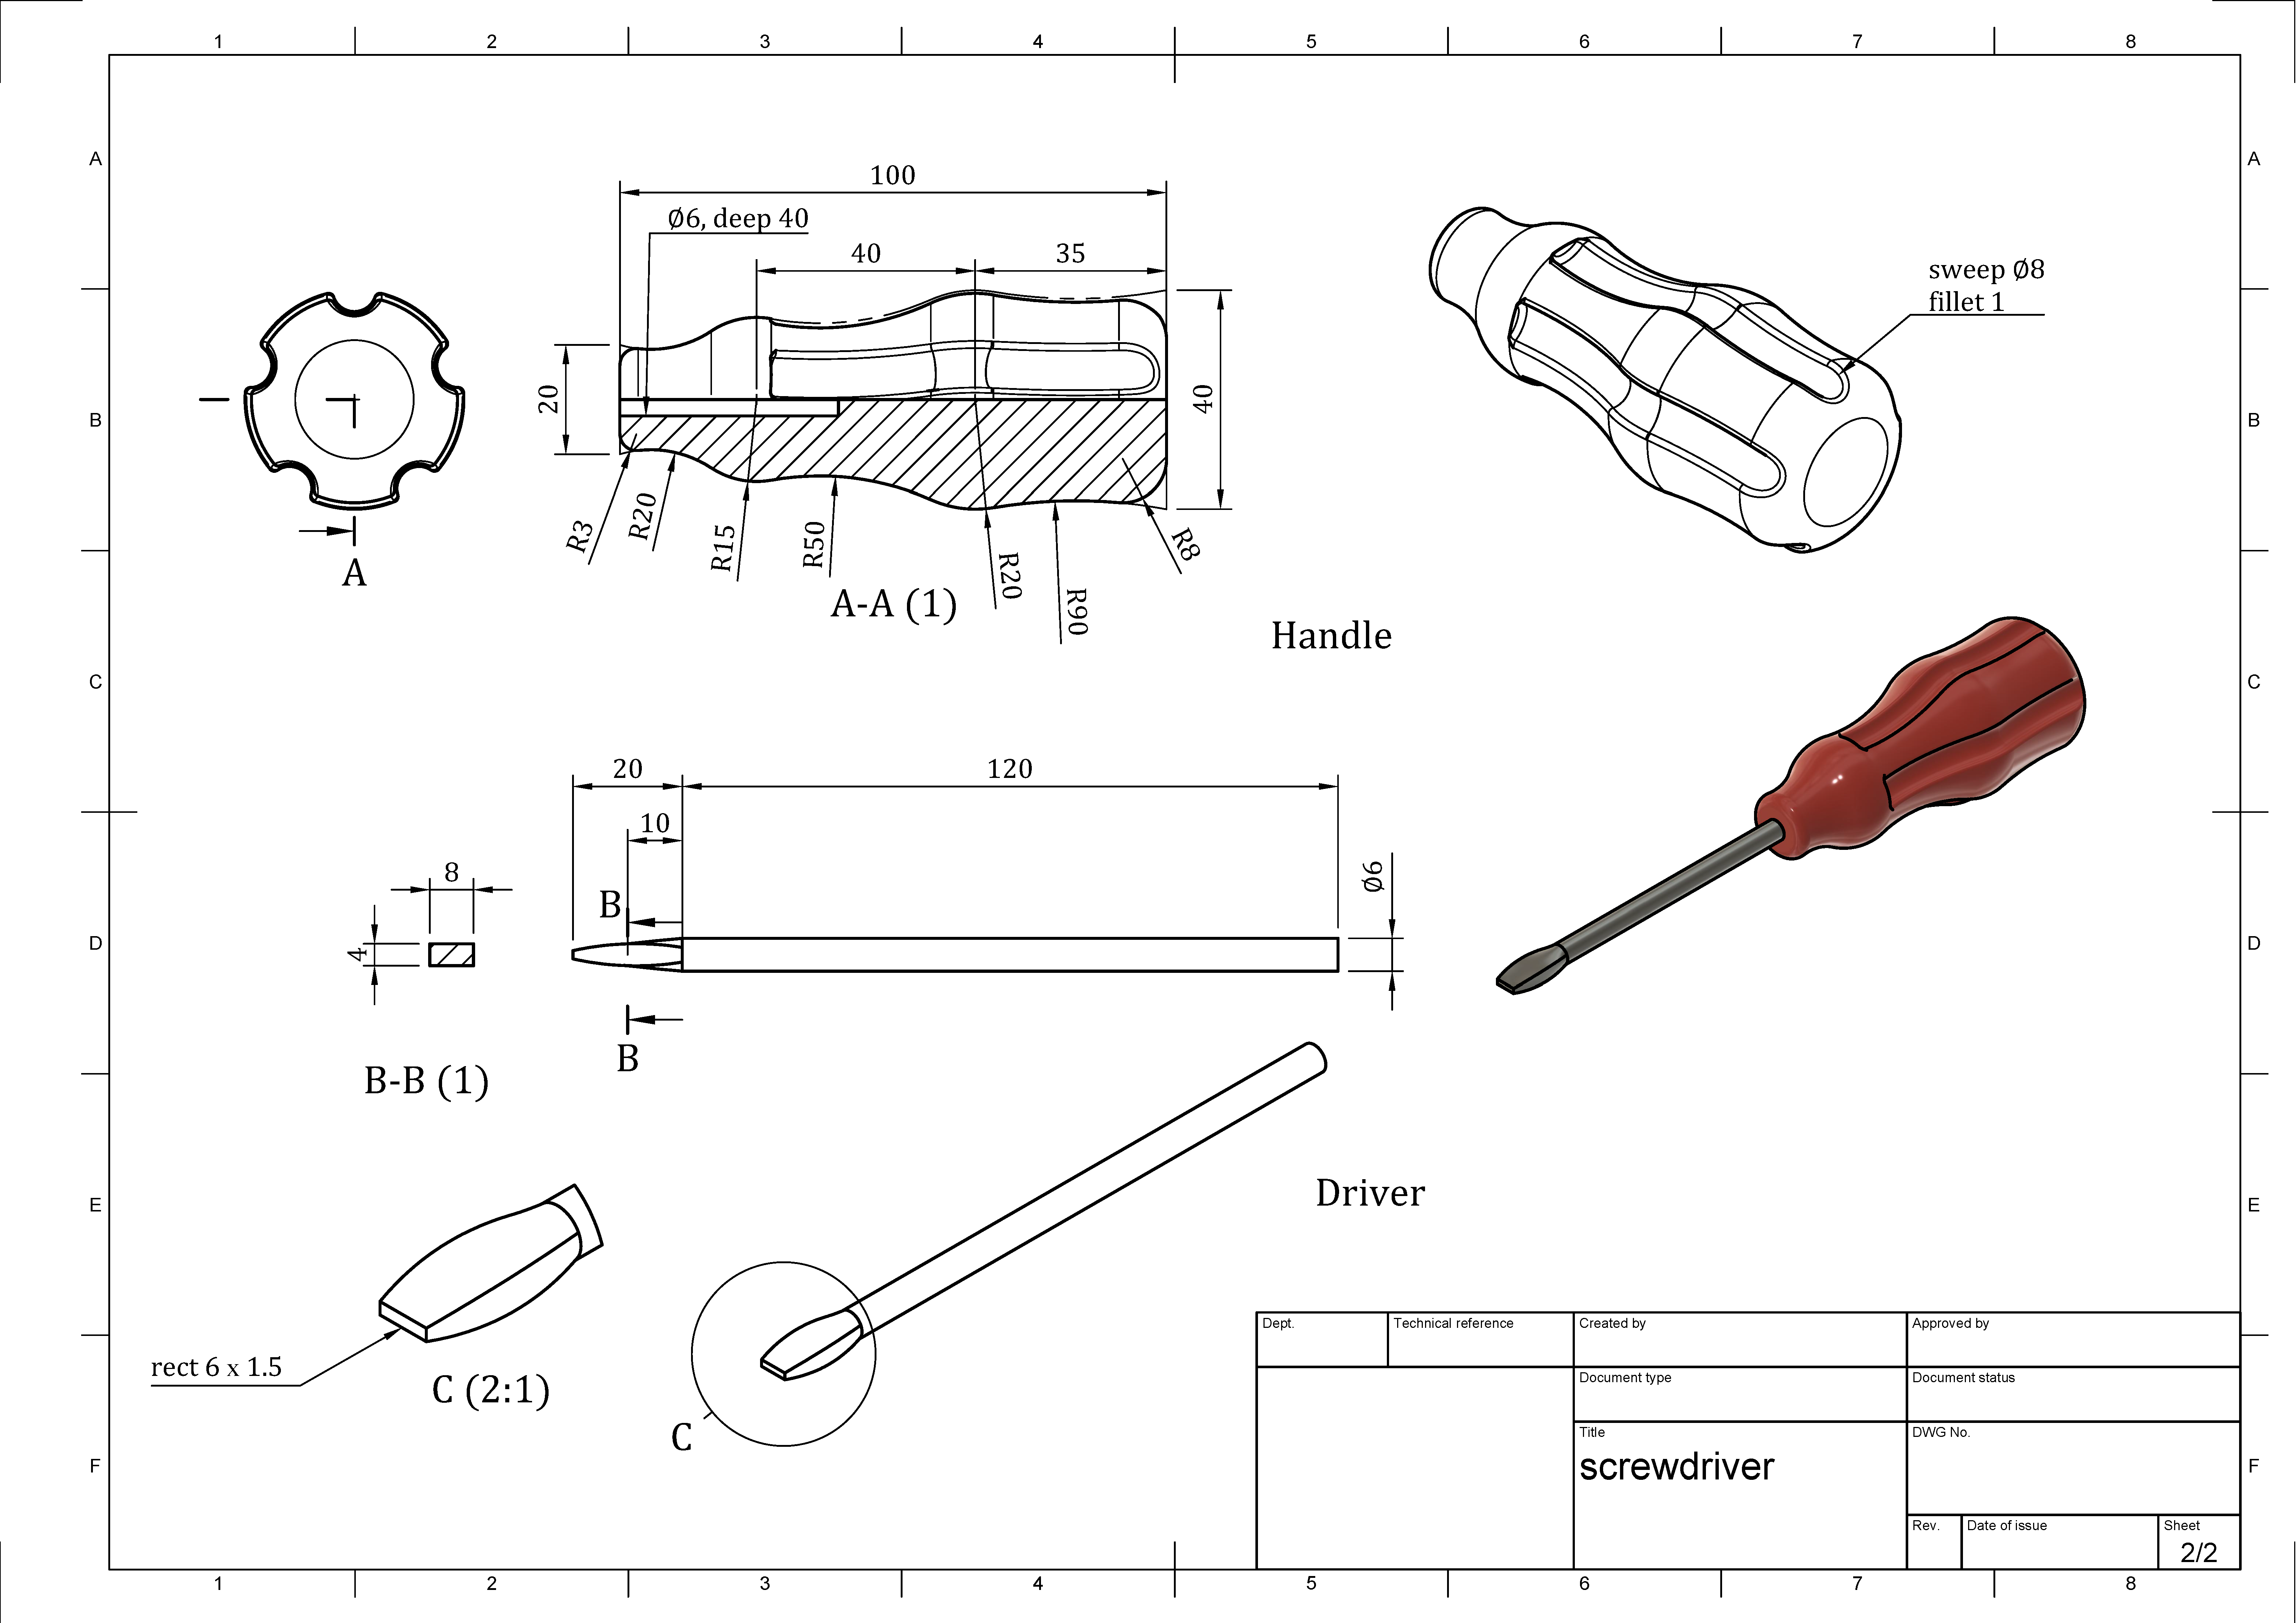 1 2 3 4 5 6 7 8
A A
100
Ø6, deep 40
40 35
sweep Ø8
fillet 1
20 40
B B
R3 R20 R15 R50 R20 R90 R8
A
A-A (1)
Handle
C C
20 120
10
8
Ø6
B
4
D D
B
B-B (1)
Driver
E E
rect 6 x 1.5
C (2:1)
C
Dept. Technical reference Created by Approved by
Document type Document status
Title DWG No.
screwdriver
F F
Rev. Date of issue Sheet
2/2
1 2 3 4 5 6 7 8